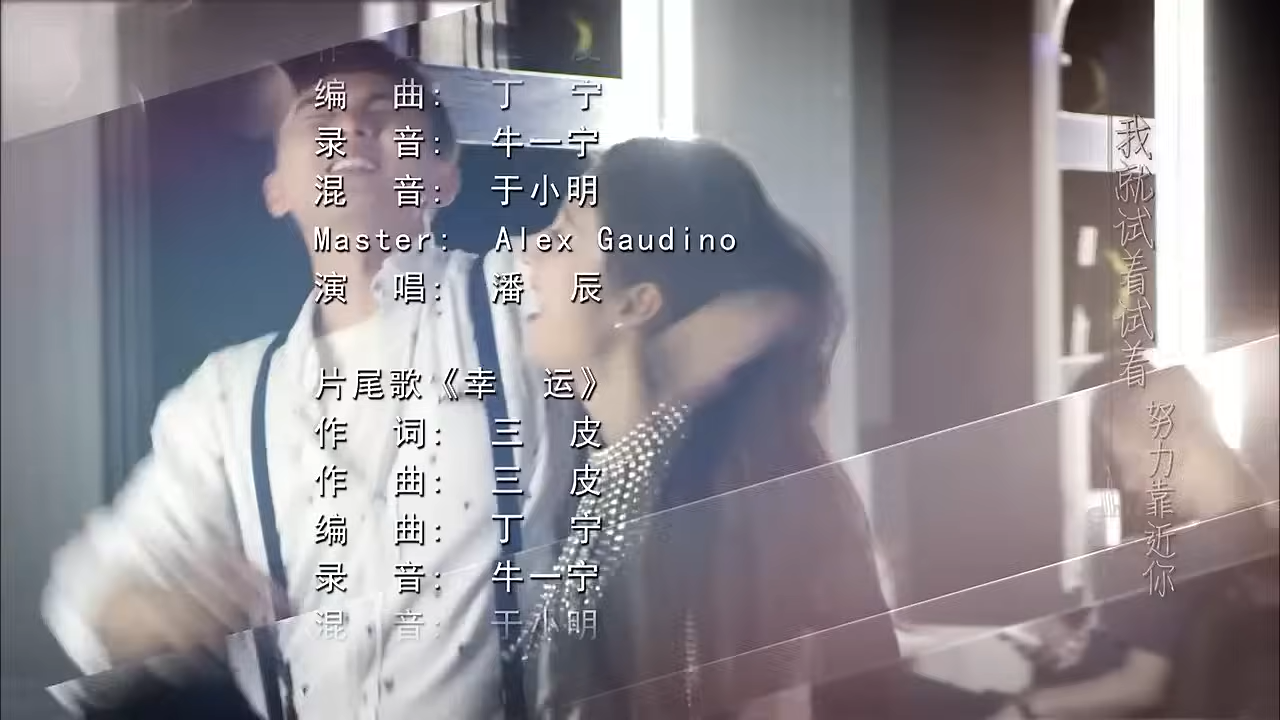 编 曲: 丁 宁
录 音: 牛一宁
混 音: 于小明
Master: Alex Gaudino
演 唱: 潘 辰
片尾歌《幸 运》
作 词: 三 皮
作 曲: 三 皮
编 曲: 丁 宁
录 音: 牛一宁
混 音: 于小明
我就试着试着
努力靠近你